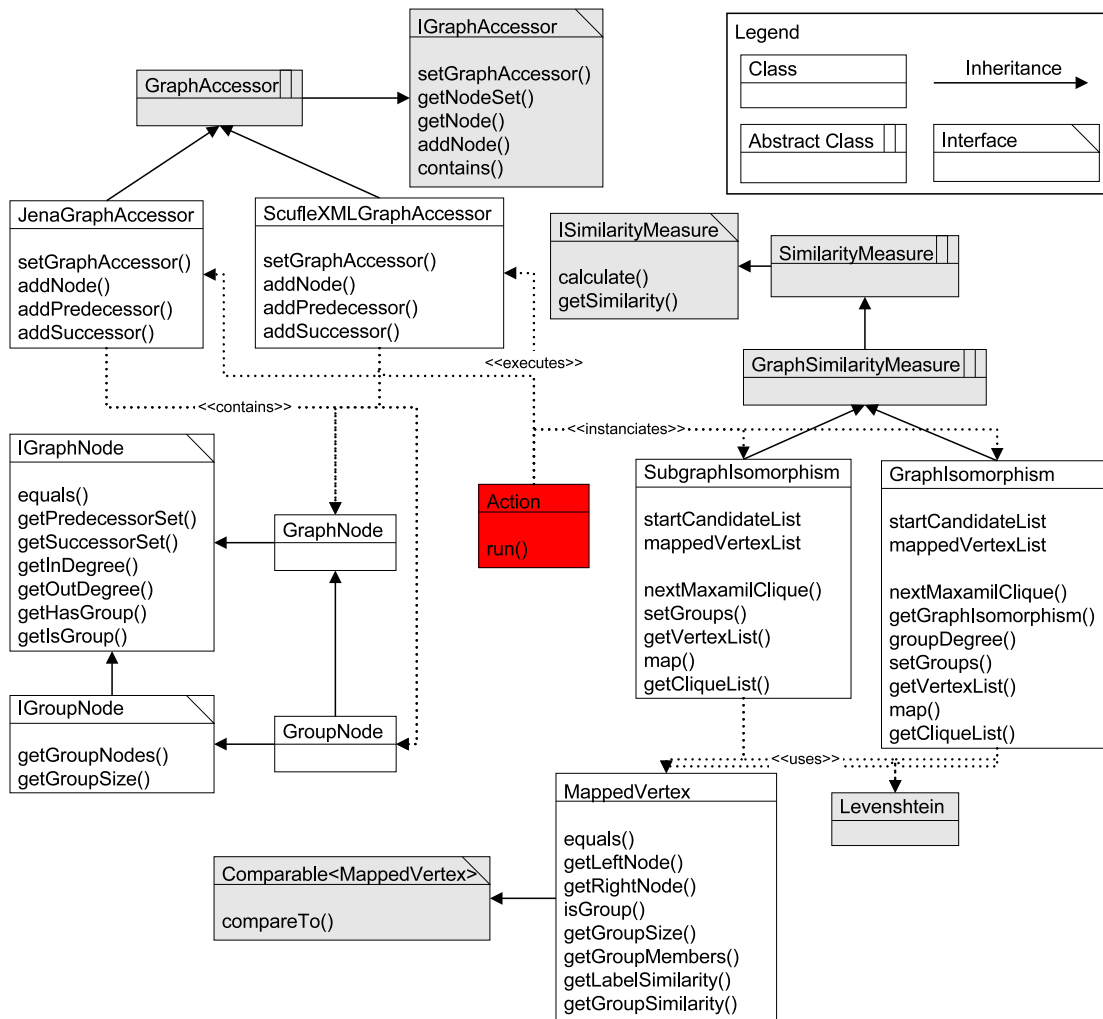 IGraphAccessor
setGraphAccessor()
getNodeSet()
getNode()
addNode()
contains()
GraphAccessor
Legend
Class
Inheritance
Abstract Class
Interface
JenaGraphAccessor
setGraphAccessor()
addNode()
addPredecessor()
addSuccessor()
ScufleXMLGraphAccessor
setGraphAccessor()
addNode()
addPredecessor()
addSuccessor()
ISimilarityMeasure
calculate()
getSimilarity()
SimilarityMeasure
GraphSimilarityMeasure
<<executes>>
<<contains>>
<<instanciates>>
IGraphNode
equals()
getPredecessorSet()
getSuccessorSet()
getInDegree()
getOutDegree()
getHasGroup()
getIsGroup()
GraphNode
Action
run()
SubgraphIsomorphism
startCandidateList
mappedVertexList
nextMaxamilClique()
setGroups()
getVertexList()
map()
getCliqueList()
GraphIsomorphism
startCandidateList
mappedVertexList
nextMaxamilClique()
getGraphIsomorphism()
groupDegree()
setGroups()
getVertexList()
map()
getCliqueList()
IGroupNode
getGroupNodes()
getGroupSize()
GroupNode
<<uses>>
MappedVertex
equals()
getLeftNode()
getRightNode()
isGroup()
getGroupSize()
getGroupMembers()
getLabelSimilarity()
getGroupSimilarity()
Levenshtein
Comparable<MappedVertex>
compareTo()